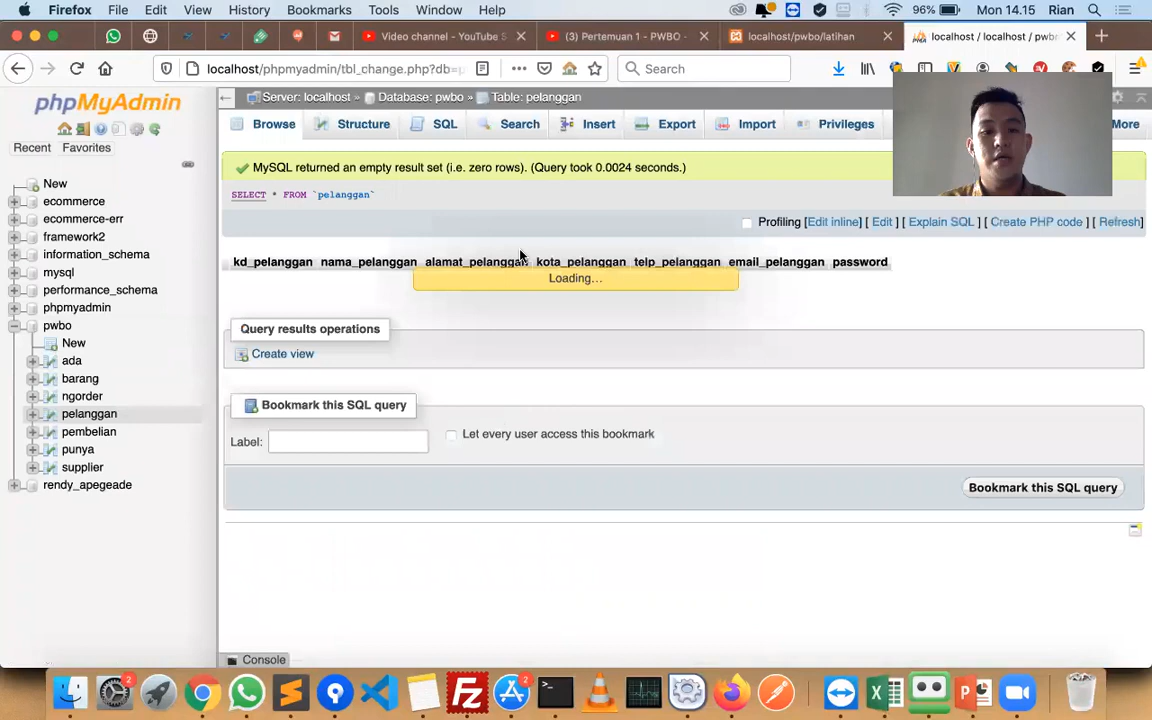 Firefox File Edit View History Bookmarks Tools Window Help 96% Mon 14.15 Rian
Video channel - YouTube S (3) Pertemuan 1 - PWBO - localhost/pwbo/latihan localhost / localhost / pwb
localhost/phpmyadmin/tbl_change.php?db= Search
phpMyAdmin
Recent Favorites
New
ecommerce
ecommerce-err
framework2
information_schema
mysql
performance_schema
phpmyadmin
pwbo
New
ada
barang
ngorder
pelanggan
pembelian
punya
supplier
rendy_apegeade
Server: localhost » Database: pwbo » Table: pelanggan
Browse Structure SQL Search Insert Export Import Privileges More
MySQL returned an empty result set (i.e. zero rows). (Query took 0.0024 seconds.)
SELECT * FROM `pelanggan`
Profiling [Edit inline] [ Edit ] [ Explain SQL ] [ Create PHP code ] [ Refresh]
kd_pelanggan nama_pelanggan alamat_pelanggan kota_pelanggan telp_pelanggan email_pelanggan password
Loading…
Query results operations
Create view
Bookmark this SQL query
Label: Let every user access this bookmark
Bookmark this SQL query
Console
2 2